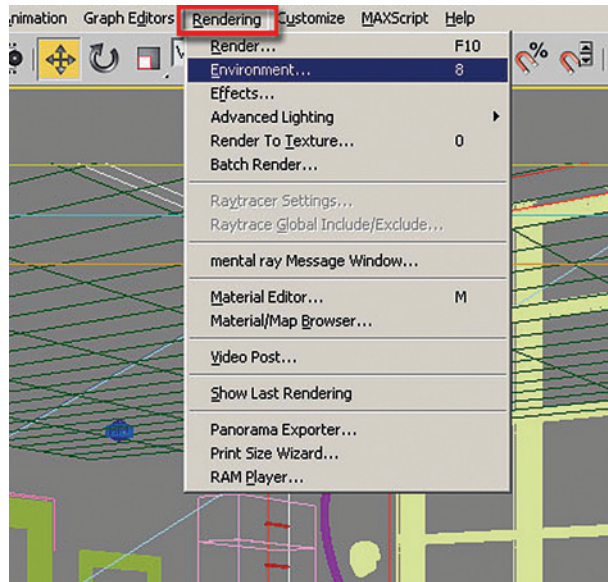 nimation Graph Editors Rendering Customize MAXScript Help
Render... F10
Environment... 8
Effects...
Advanced Lighting
Render To Texture... 0
Batch Render...
Raytracer Settings...
Raytrace Global Include/Exclude...
mental ray Message Window...
Material Editor... M
Material/Map Browser...
Video Post...
Show Last Rendering
Panorama Exporter...
Print Size Wizard...
RAM Player...